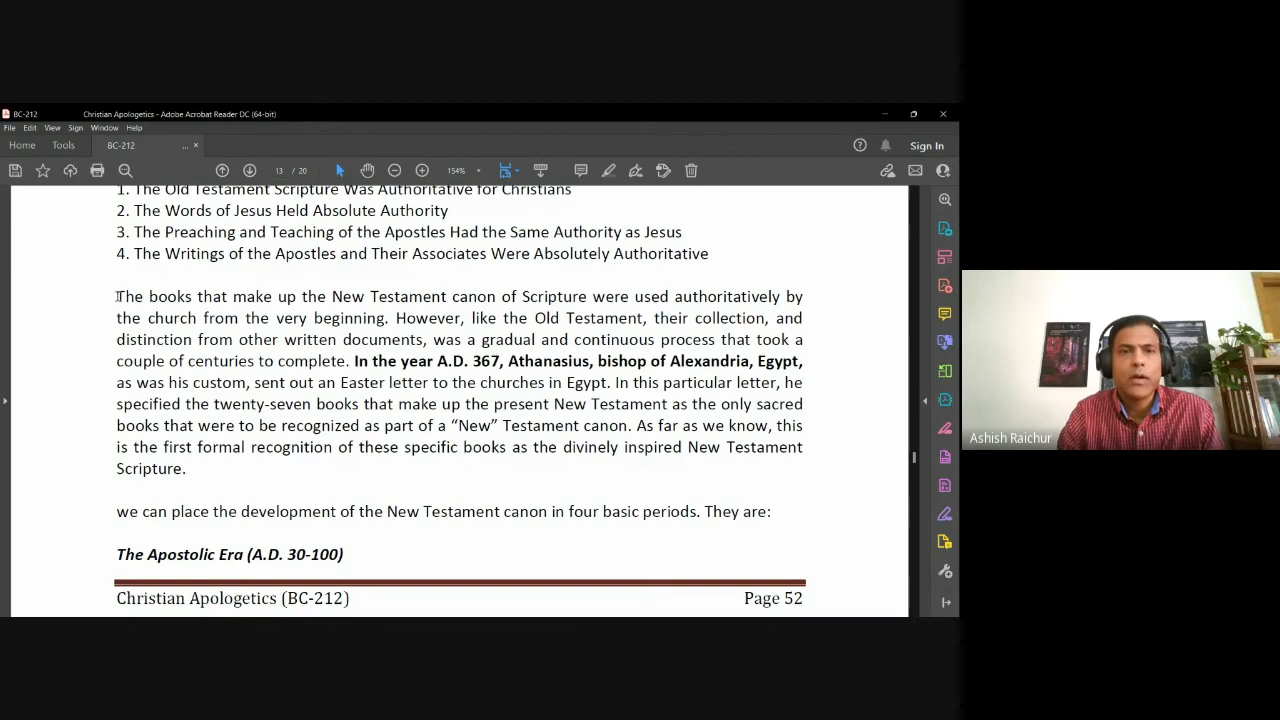 BC-212 Christian Apologetics - Adobe Acrobat Reader DC (64-bit)
File Edit View Sign Window Help
Home Tools BC-212 ... × Sign In
13 / 20 154%
1. The Old Testament Scripture Was Authoritative for Christians
2. The Words of Jesus Held Absolute Authority
3. The Preaching and Teaching of the Apostles Had the Same Authority as Jesus
4. The Writings of the Apostles and Their Associates Were Absolutely Authoritative
The books that make up the New Testament canon of Scripture were used authoritatively by
the church from the very beginning. However, like the Old Testament, their collection, and
distinction from other written documents, was a gradual and continuous process that took a
couple of centuries to complete. In the year A.D. 367, Athanasius, bishop of Alexandria, Egypt,
as was his custom, sent out an Easter letter to the churches in Egypt. In this particular letter, he
specified the twenty-seven books that make up the present New Testament as the only sacred
books that were to be recognized as part of a “New” Testament canon. As far as we know, this
is the first formal recognition of these specific books as the divinely inspired New Testament
Scripture.
we can place the development of the New Testament canon in four basic periods. They are:
The Apostolic Era (A.D. 30-100)
Christian Apologetics (BC-212) Page 52
Ashish Raichur